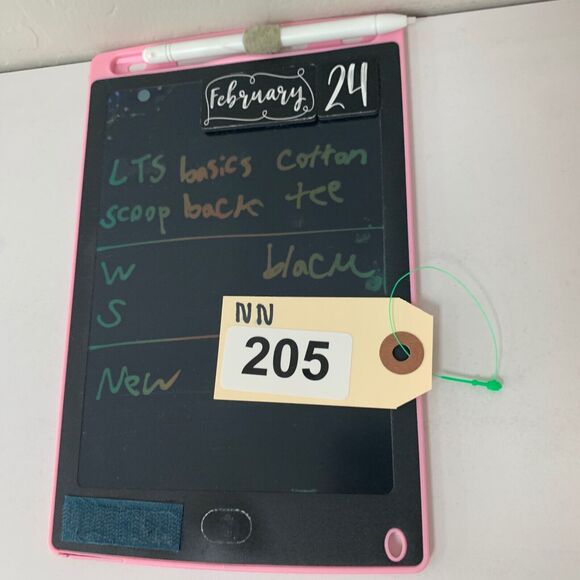 February 24
LTS basics cotton
scoop back tee
W black
S
NN
205
New